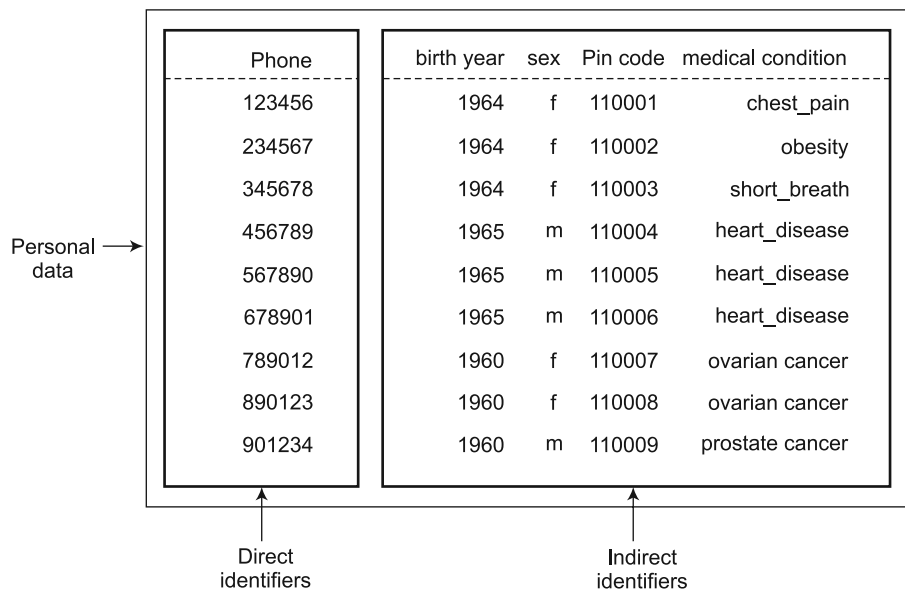 Phone birth year sex Pin code medical condition
123456 1964 f 110001 chest_pain
234567 1964 f 110002 obesity
345678 1964 f 110003 short_breath
456789 1965 m 110004 heart_disease
Personal
data
567890 1965 m 110005 heart_disease
678901 1965 m 110006 heart_disease
789012 1960 f 110007 ovarian cancer
890123 1960 f 110008 ovarian cancer
901234 1960 m 110009 prostate cancer
Direct
identifiers
Indirect
identifiers